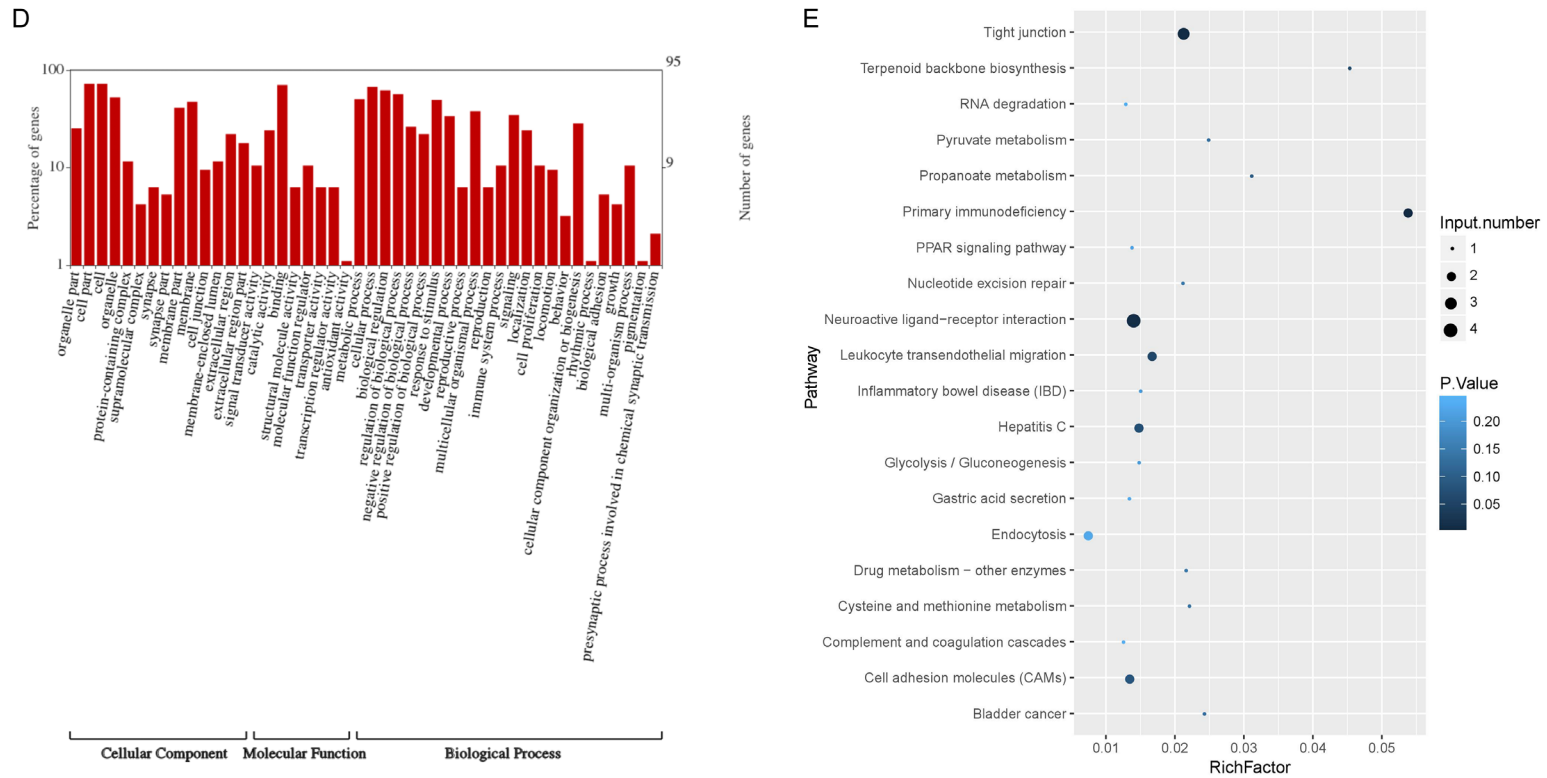 D
100
10
1
95
9
Percentage of genes
Number of genes
organelle part
cell part
cell
organelle
protein-containing complex
supramolecular complex
synapse
synapse part
membrane part
membrane
cell junction
membrane-enclosed lumen
extracellular region
extracellular region part
signal transducer activity
catalytic activity
binding
structural molecule activity
molecular function regulator
transporter activity
transcription regulator activity
antioxidant activity
metabolic process
cellular process
biological regulation
regulation of biological process
negative regulation of biological process
positive regulation of biological process
response to stimulus
developmental process
reproductive process
multicellular organismal process
reproduction
immune system process
signaling
localization
cell proliferation
locomotion
behavior
cellular component organization or biogenesis
rhythmic process
biological adhesion
growth
multi-organism process
pigmentation
presynaptic process involved in chemical synaptic transmission
Cellular Component
Molecular Function
Biological Process
E
Pathway
Tight junction
Terpenoid backbone biosynthesis
RNA degradation
Pyruvate metabolism
Propanoate metabolism
Primary immunodeficiency
PPAR signaling pathway
Nucleotide excision repair
Neuroactive ligand−receptor interaction
Leukocyte transendothelial migration
Inflammatory bowel disease (IBD)
Hepatitis C
Glycolysis / Gluconeogenesis
Gastric acid secretion
Endocytosis
Drug metabolism − other enzymes
Cysteine and methionine metabolism
Complement and coagulation cascades
Cell adhesion molecules (CAMs)
Bladder cancer
0.01 0.02 0.03 0.04 0.05
RichFactor
Input.number
1
2
3
4
P.Value
0.20
0.15
0.10
0.05